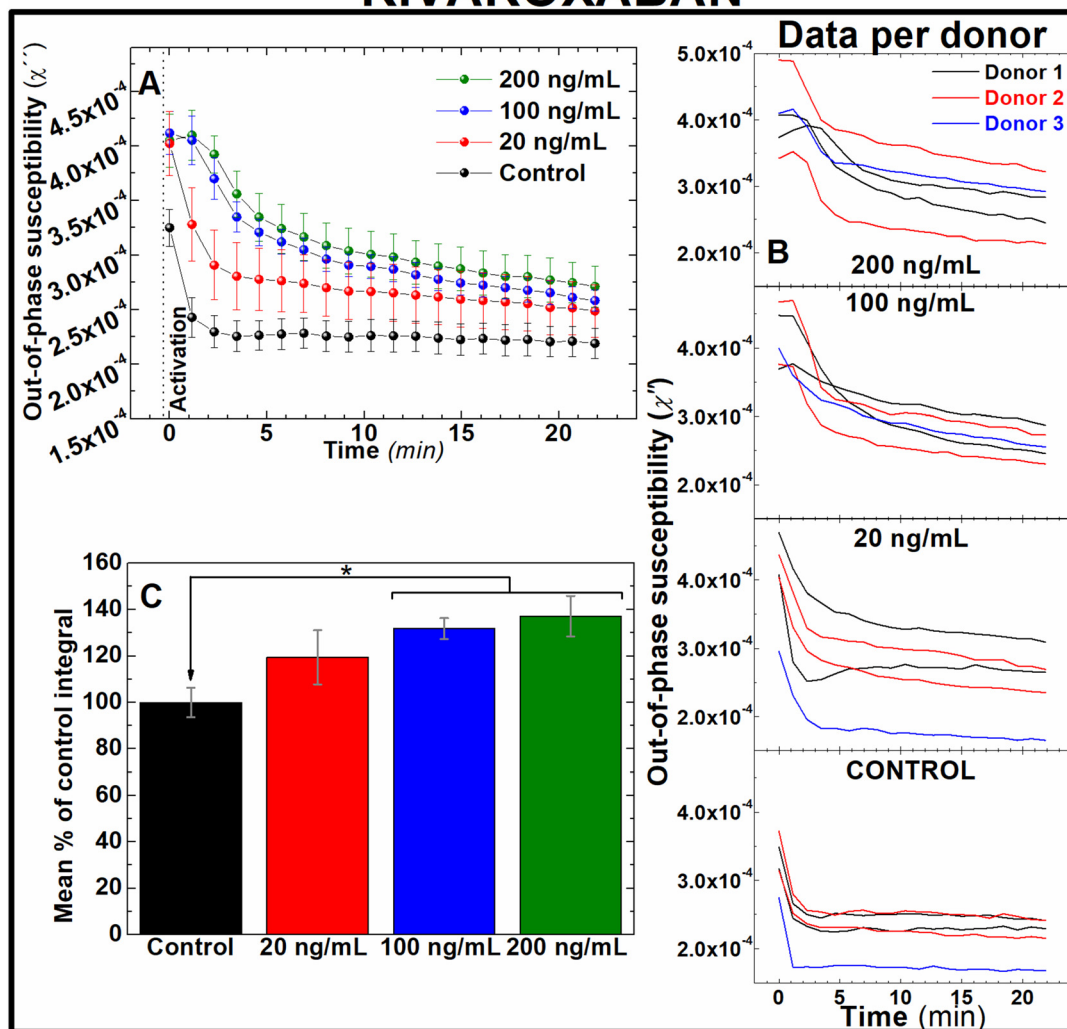 RIVAROXABAN
Data per donor
A
Out-of-phase susceptibility (χ´´)
4.5x10⁻⁴
4.0x10⁻⁴
3.5x10⁻⁴
3.0x10⁻⁴
2.5x10⁻⁴
2.0x10⁻⁴
1.5x10⁻⁴
200 ng/mL
100 ng/mL
20 ng/mL
Control
Activation
0 5 10 15 20
Time (min)
B
Out-of-phase susceptibility (χ'')
5.0x10⁻⁴
4.0x10⁻⁴
3.0x10⁻⁴
2.0x10⁻⁴
Donor 1
Donor 2
Donor 3
200 ng/mL
100 ng/mL
4.0x10⁻⁴
3.0x10⁻⁴
2.0x10⁻⁴
20 ng/mL
4.0x10⁻⁴
3.0x10⁻⁴
2.0x10⁻⁴
CONTROL
4.0x10⁻⁴
3.0x10⁻⁴
2.0x10⁻⁴
0 5 10 15 20
Time (min)
C
Mean % of control integral
160
140
120
100
80
60
40
20
0
*
Control 20 ng/mL 100 ng/mL 200 ng/mL